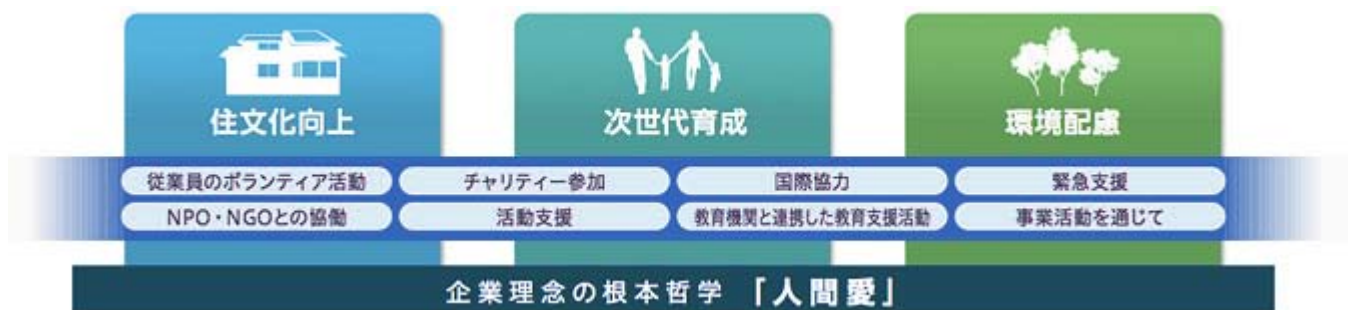 住文化向上
次世代育成
環境配慮
従業員のボランティア活動
チャリティー参加
国際協力
緊急支援
NPO・NGOとの協働
活動支援
教育機関と連携した教育支援活動
事業活動を通じて
企業理念の根本哲学「人間愛」